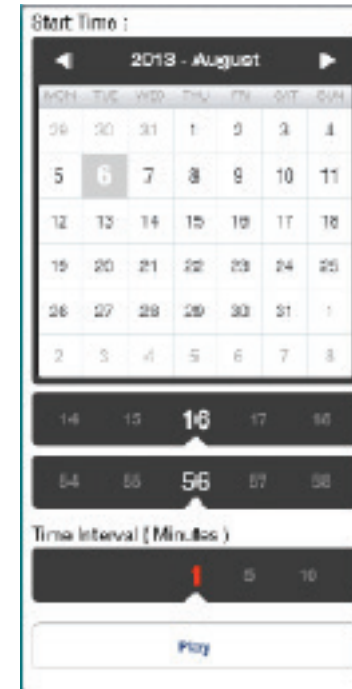 Start Time :
2013 - August
MON TUE WED THU FRI SAT SUN
29 30 31 1 2 3 4
5 6 7 8 9 10 11
12 13 14 15 16 17 18
19 20 21 22 23 24 25
26 27 28 29 30 31 1
2 3 4 5 6 7 8
14 15 16 17 18
54 55 56 57 58
Time Interval ( Minutes )
1 5 10
Play